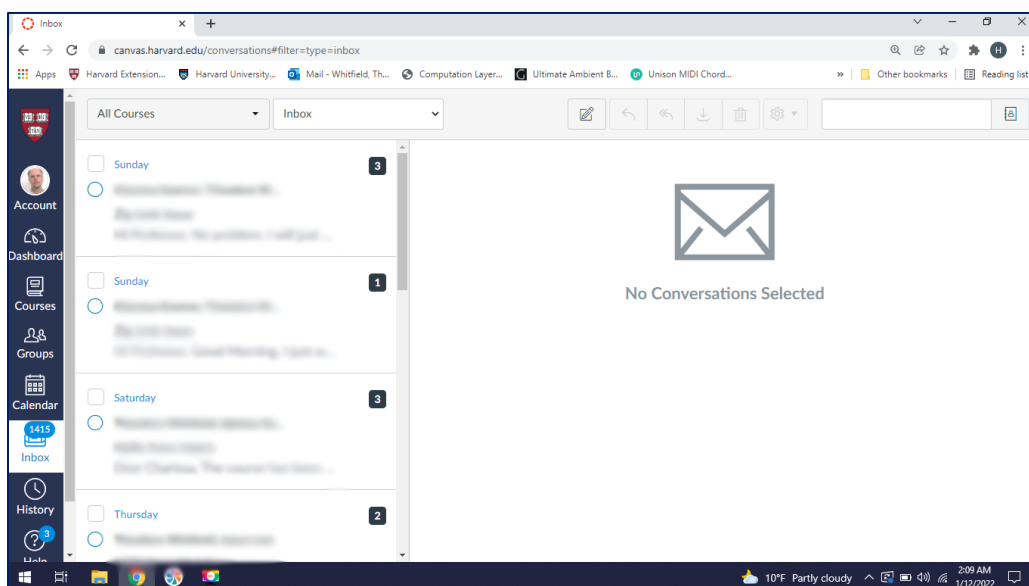 Inbox
canvas.harvard.edu/conversations#filter=type=inbox
H
Apps Harvard Extension... Harvard University... Mail - Whitfield, Th... Computation Layer... Ultimate Ambient B... Unison MIDI Chord... » Other bookmarks Reading list
All Courses Inbox
Account
Dashboard
Courses
Groups
Calendar
1415
Inbox
History
3
Help
Sunday 3
Sunday 1
Saturday 3
Thursday 2
No Conversations Selected
10°F Partly cloudy
2:09 AM
1/12/2022